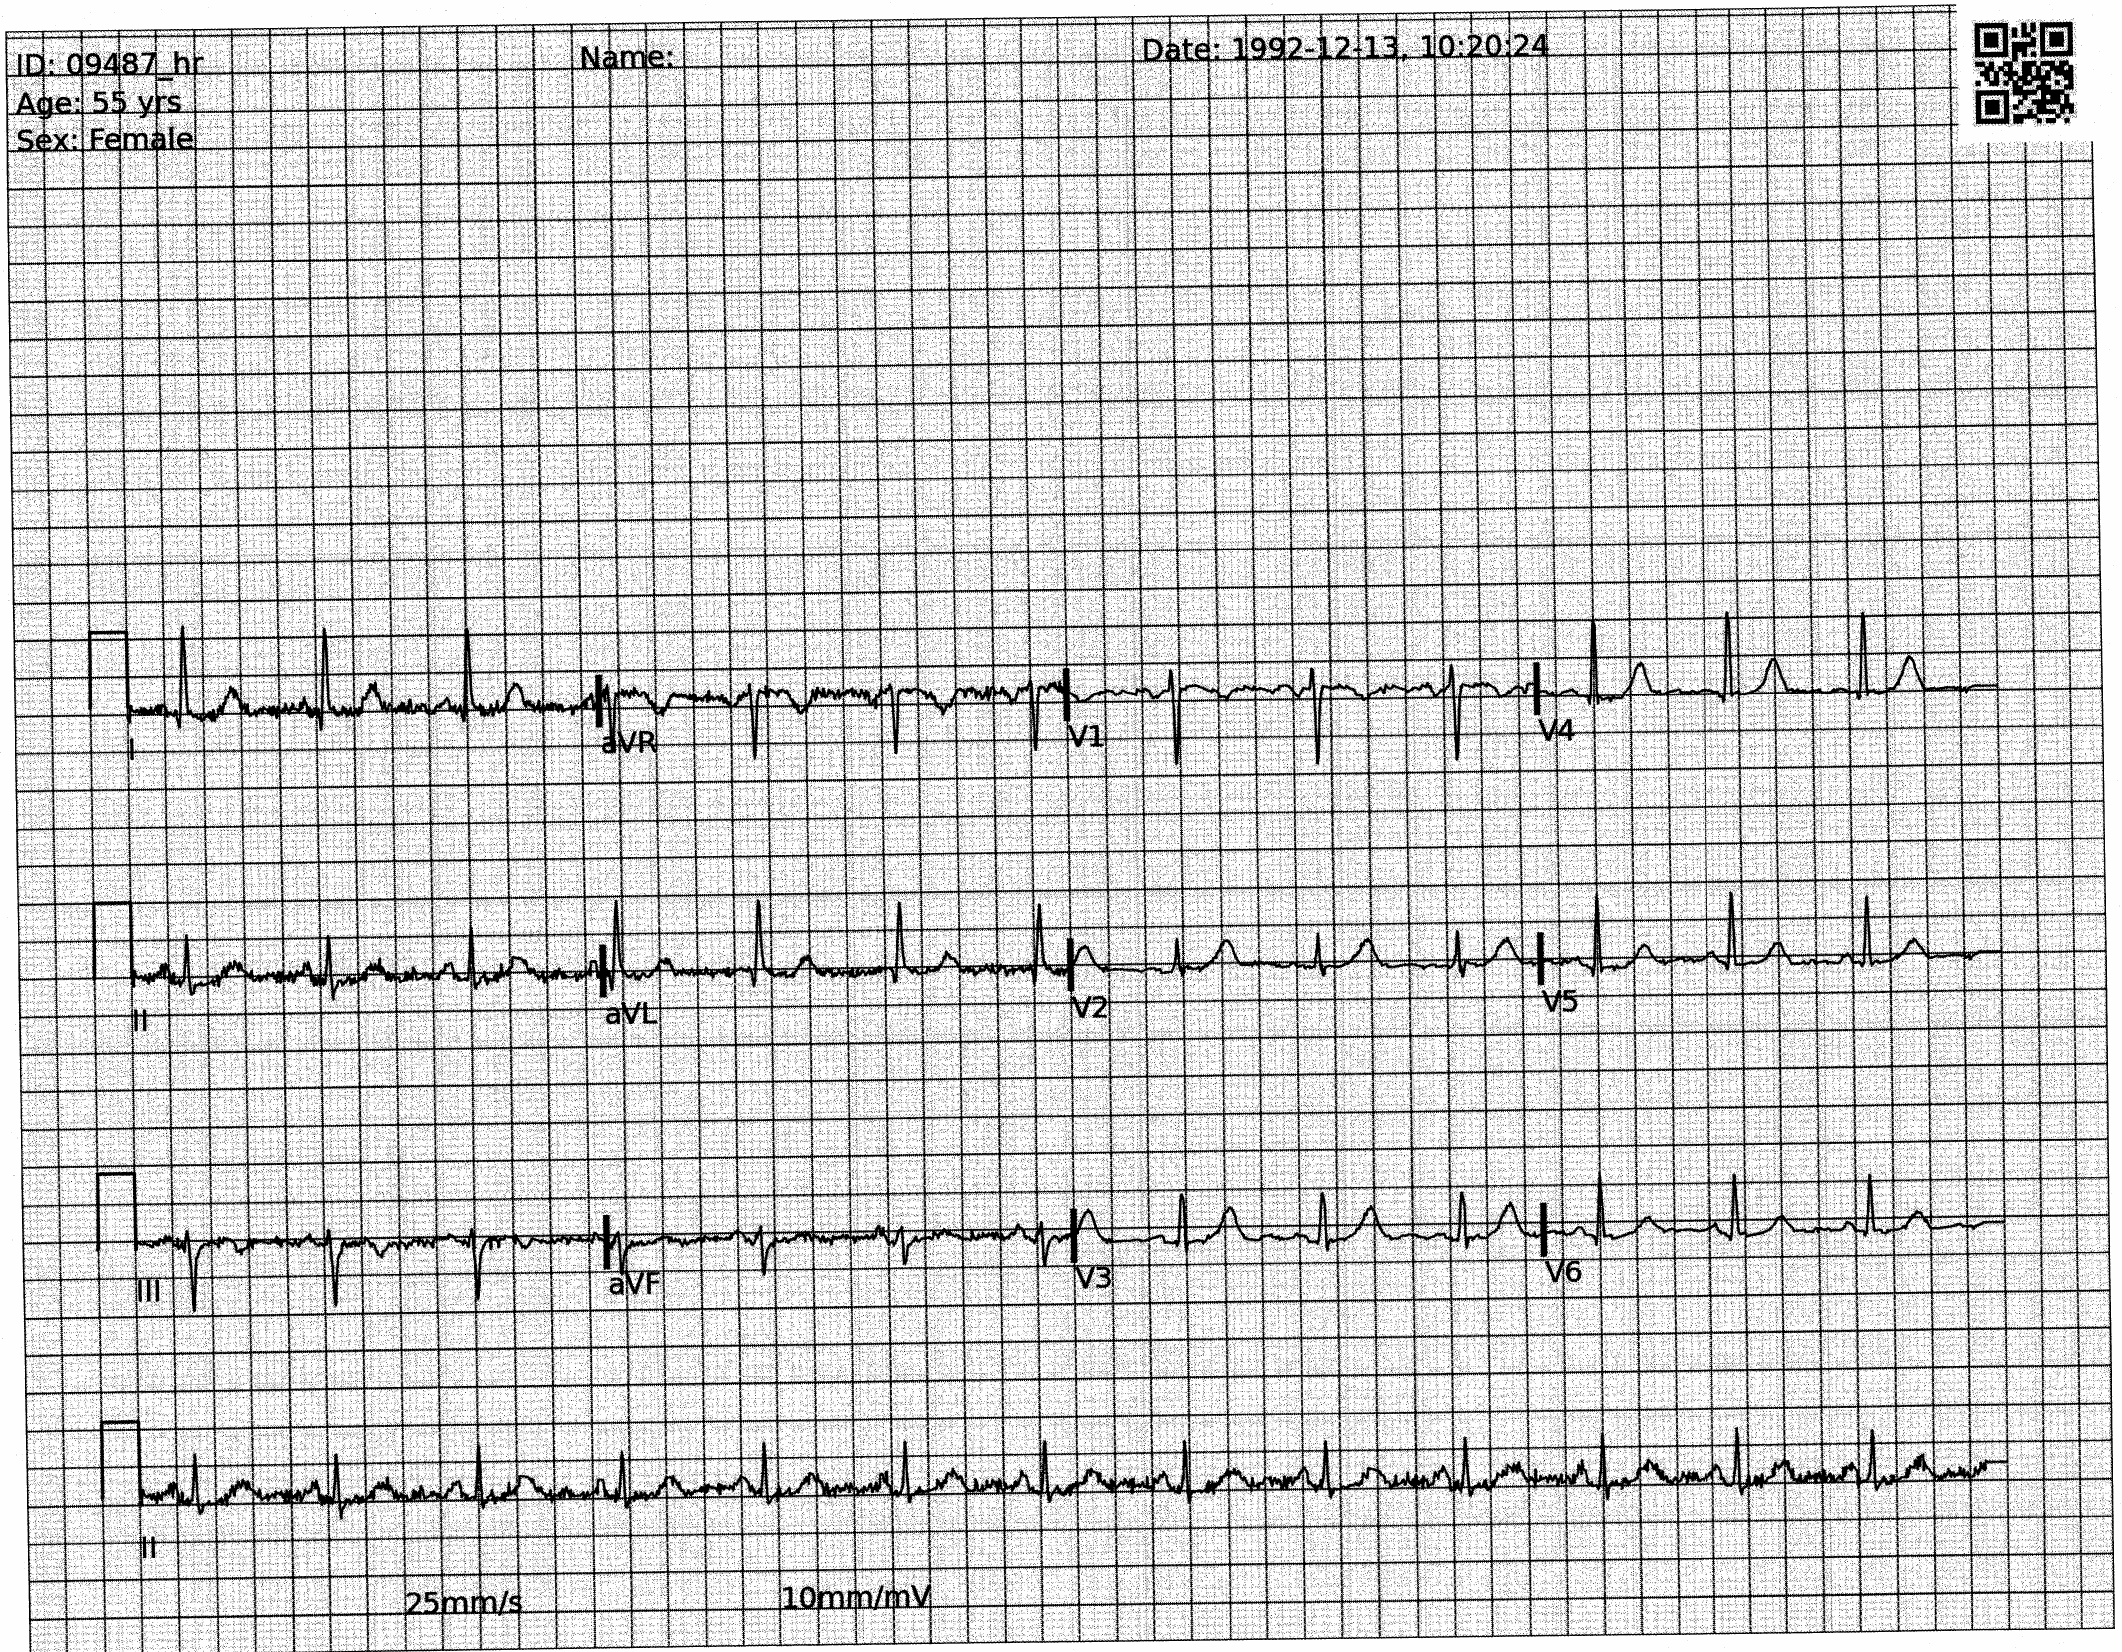 ID: 09487_hr
Name:
Date: 1992-12-13, 10:20:24
Age: 55 yrs
Sex: Female
I
aVR
V1
V4
II
aVL
V2
V5
III
aVF
V3
V6
II
25mm/s
10mm/mV